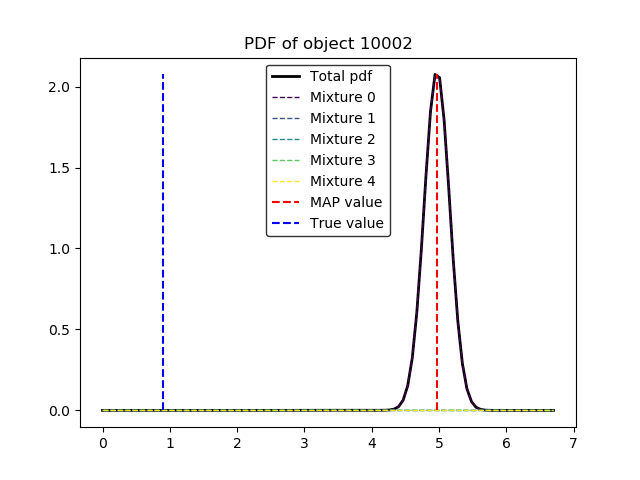 PDF of object 10002
Total pdf
Mixture 0
Mixture 1
Mixture 2
Mixture 3
Mixture 4
MAP value
True value
2.0
1.5
1.0
0.5
0.0
0 1 2 3 4 5 6 7